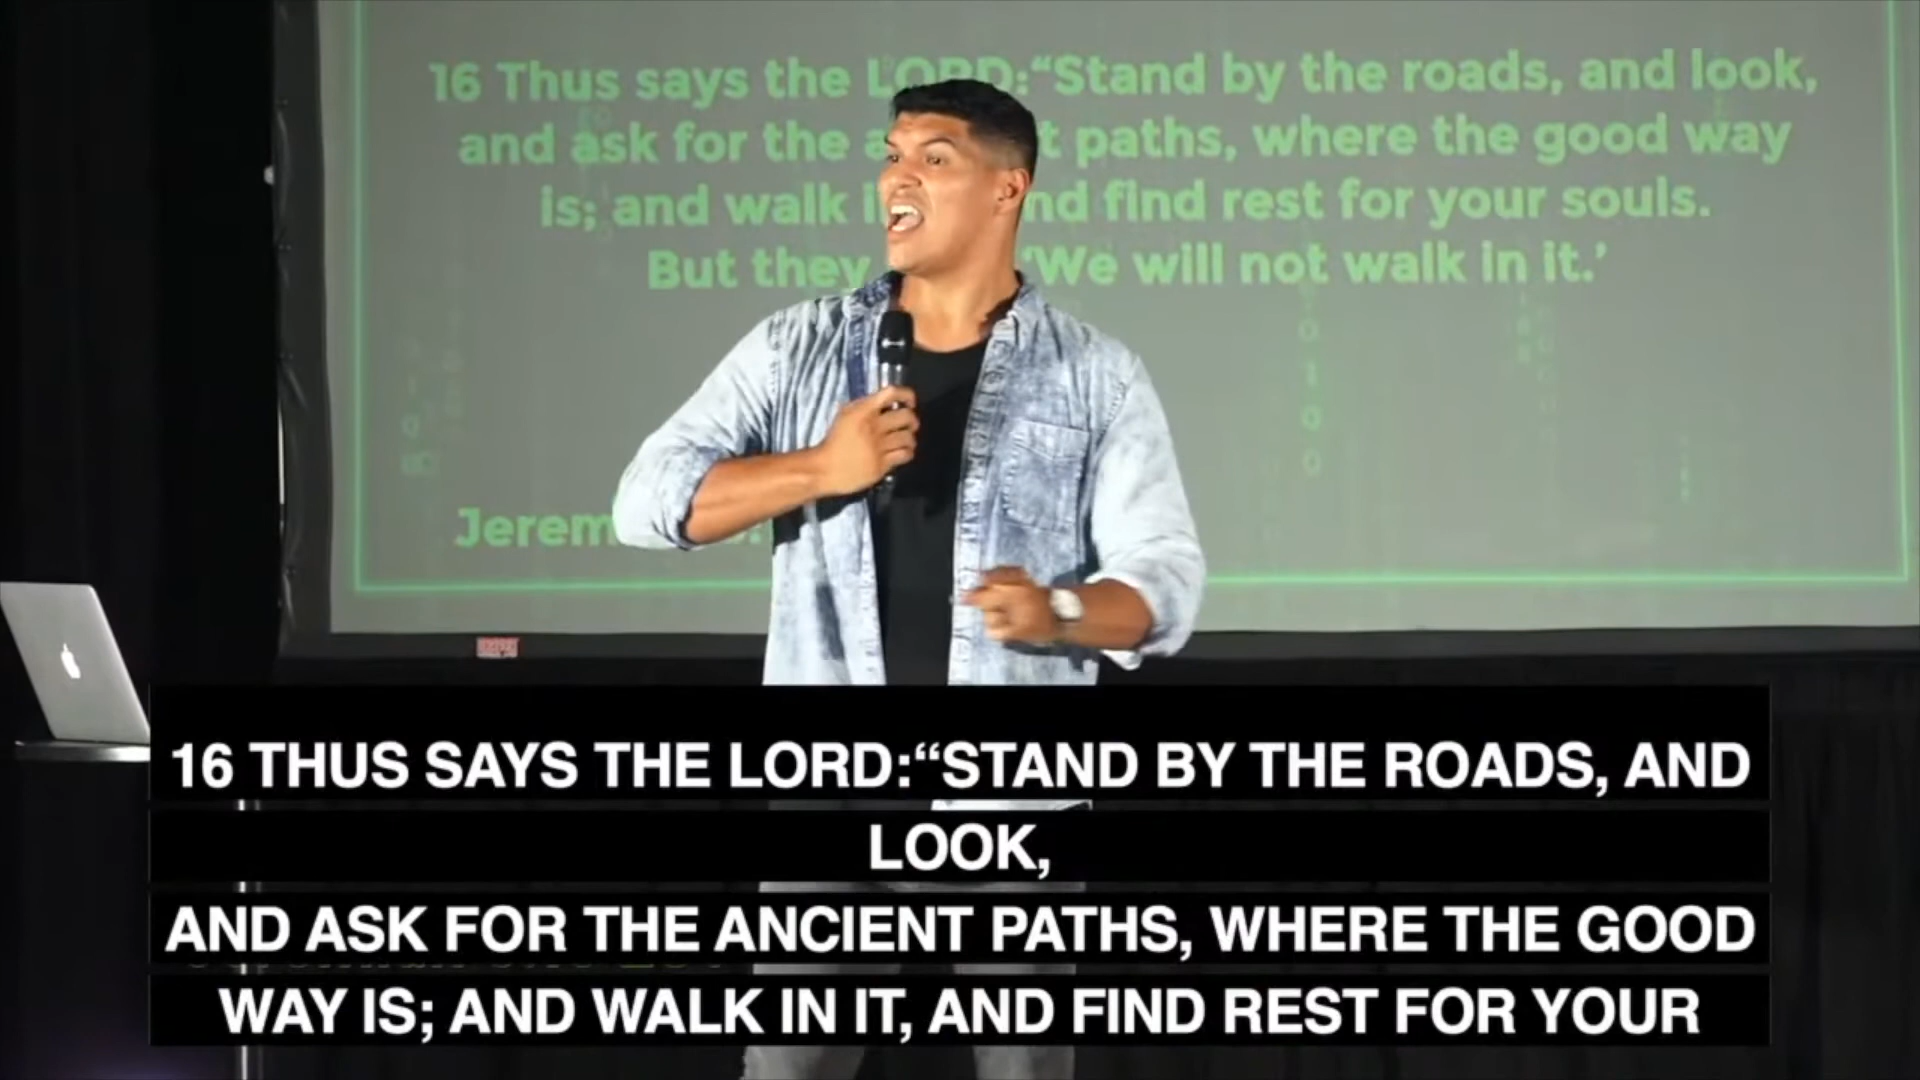 16 Thus says the LORD:“Stand by the roads, and look,
and ask for the paths, where the good way
is; and walk find rest for your souls.
But they ‘We will not walk in it.’
16 THUS SAYS THE LORD:“STAND BY THE ROADS, AND
LOOK,
AND ASK FOR THE ANCIENT PATHS, WHERE THE GOOD
WAY IS; AND WALK IN IT, AND FIND REST FOR YOUR